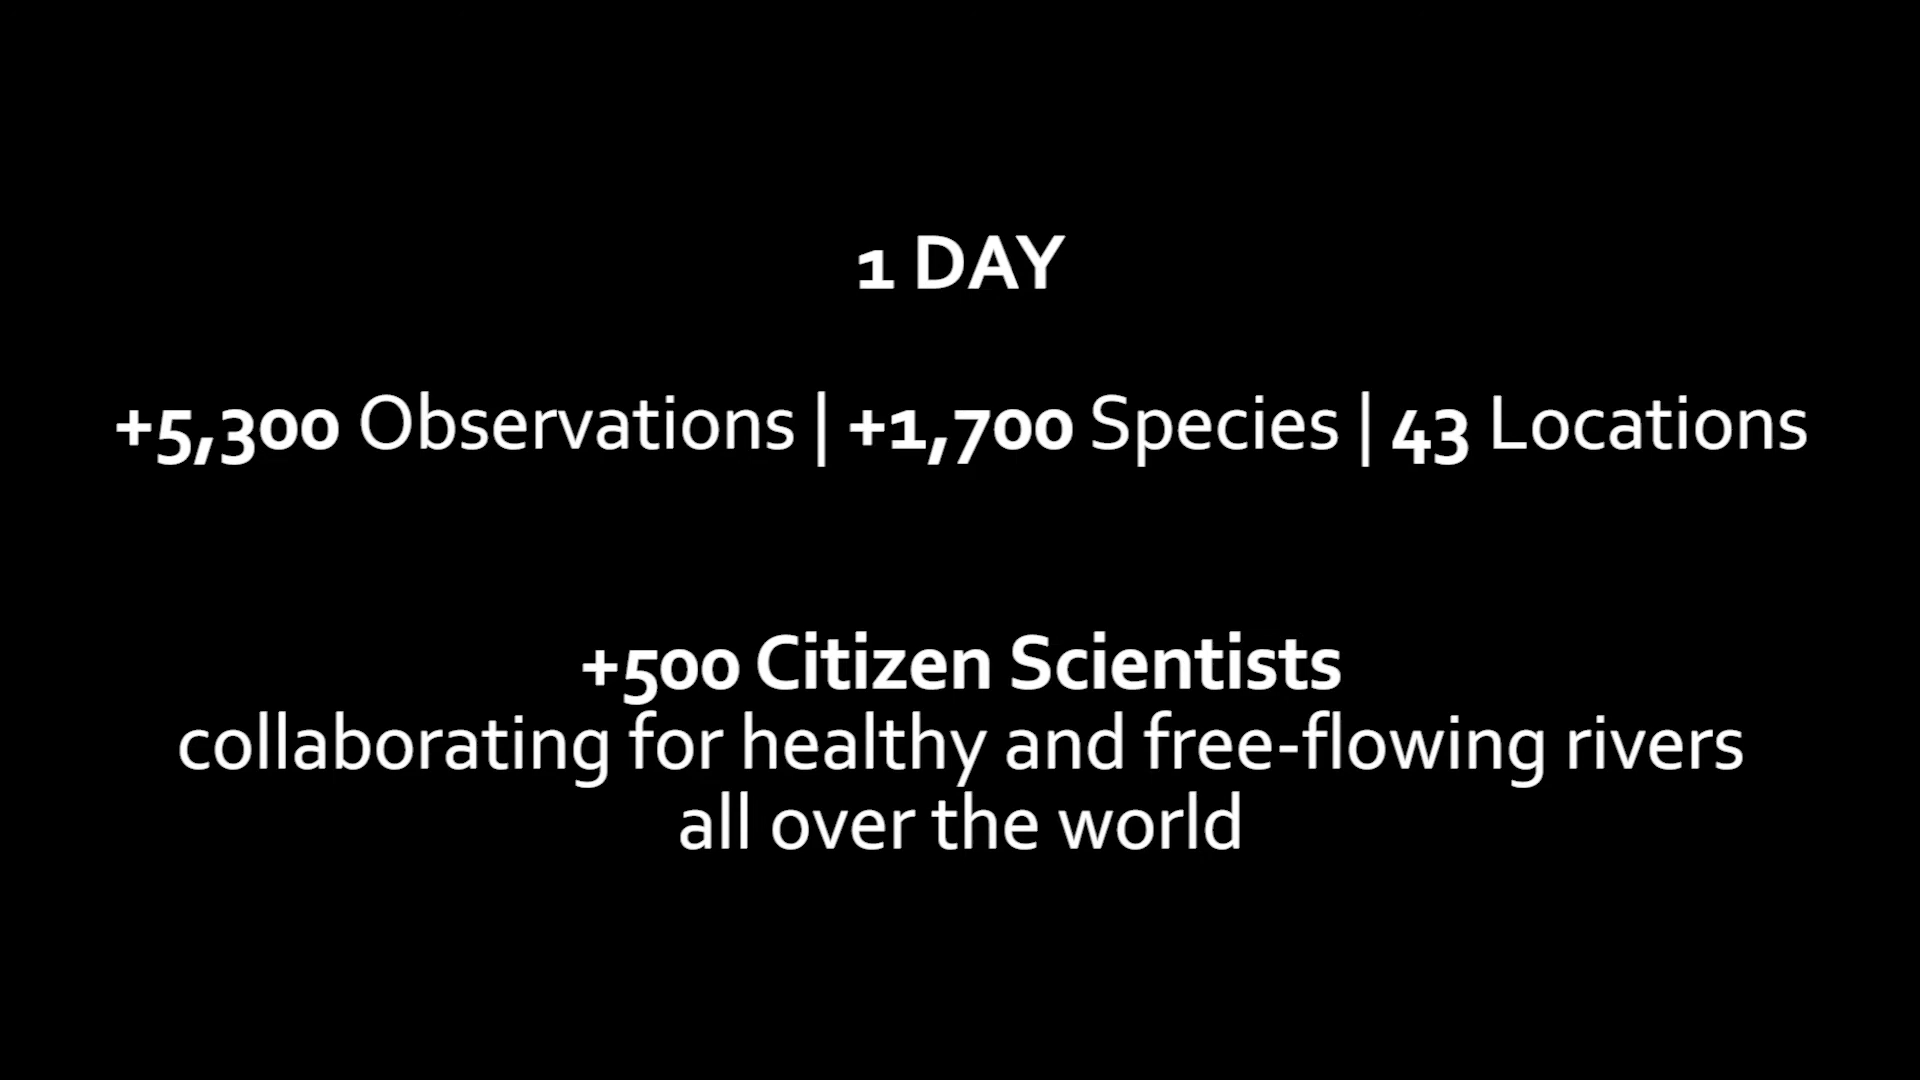 1 DAY
+5,300 Observations | +1,700 Species | 43 Locations
+500 Citizen Scientists
collaborating for healthy and free-flowing rivers
all over the world